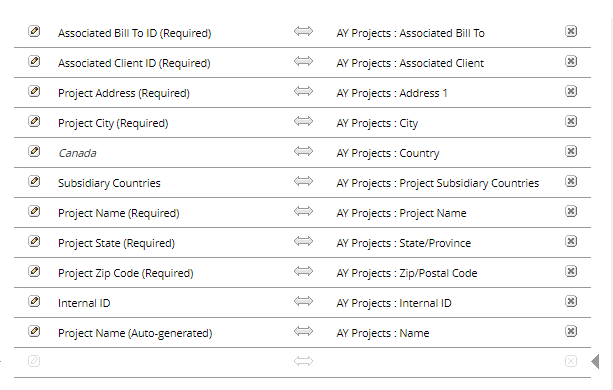 Associated Bill To ID (Required) AY Projects : Associated Bill To
Associated Client ID (Required) AY Projects : Associated Client
Project Address (Required) AY Projects : Address 1
Project City (Required) AY Projects : City
Canada AY Projects : Country
Subsidiary Countries AY Projects : Project Subsidiary Countries
Project Name (Required) AY Projects : Project Name
Project State (Required) AY Projects : State/Province
Project Zip Code (Required) AY Projects : Zip/Postal Code
Internal ID AY Projects : Internal ID
Project Name (Auto-generated) AY Projects : Name